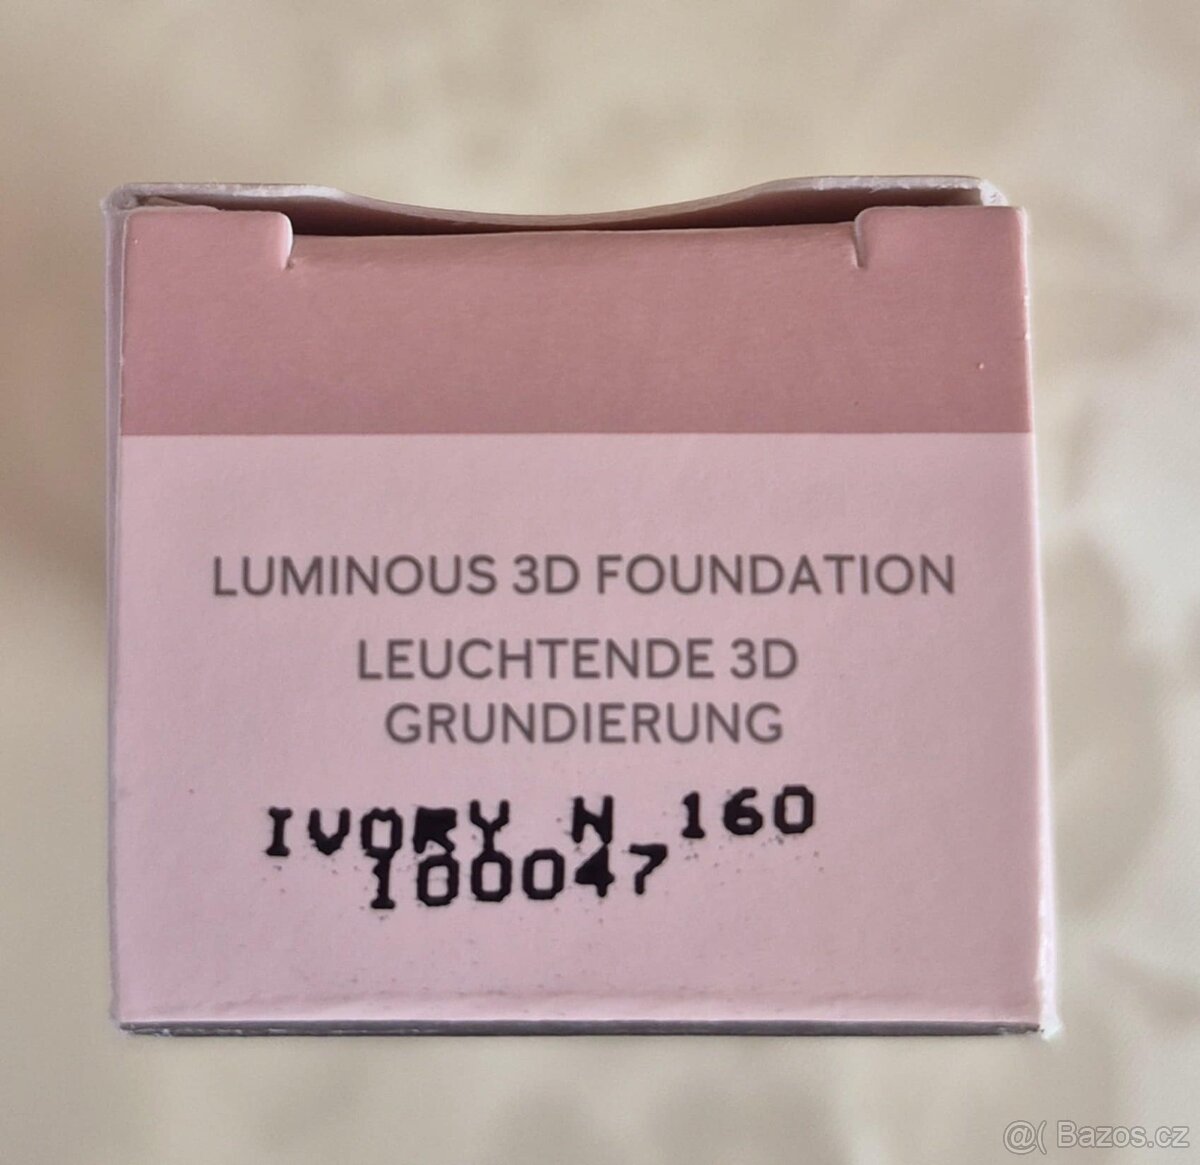 LUMINOUS 3D FOUNDATION
LEUCHTENDE 3D
GRUNDIERUNG
IVORY N 160
100047
@( Bazos.cz